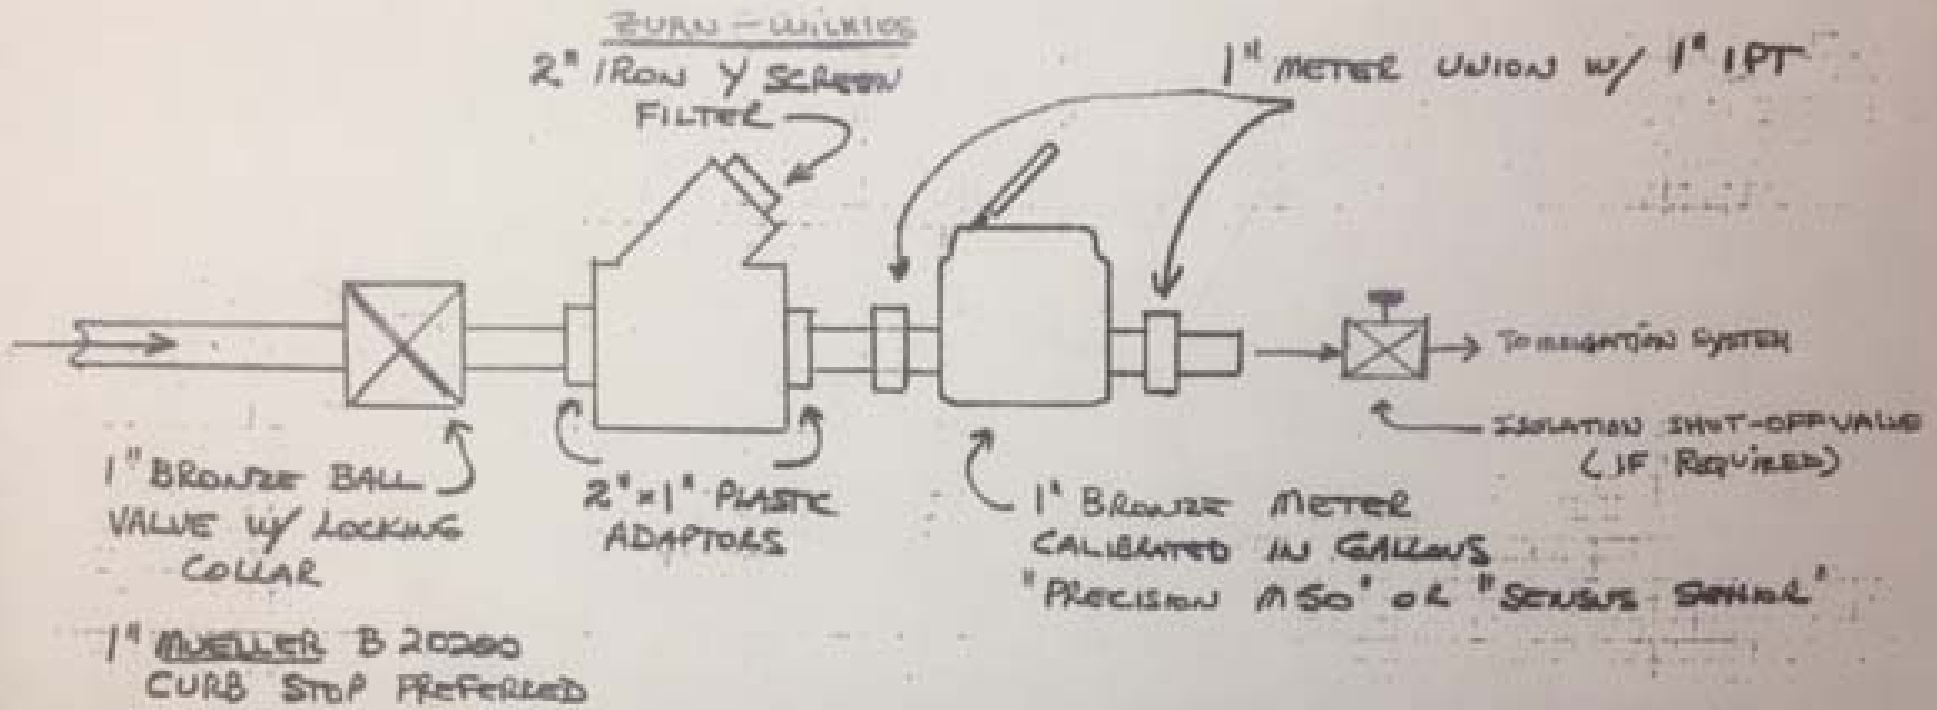 ZURN - WILKINS
2" IRON Y SCREEN
FILTER
1" METER UNION W/ 1" IPT
TO IRRIGATION SYSTEM
ISOLATION SHUT-OFF VALVE
(IF REQUIRED)
1" BRONZE BALL
VALVE W/ LOCKING
COLLAR
2" x 1" PLASTIC
ADAPTORS
1" BRONZE METER
CALIBRATED IN GALLONS
"PRECISION M50" OR "SENSUS
1" MUELLER B 20200
CURB STOP PREFERRED